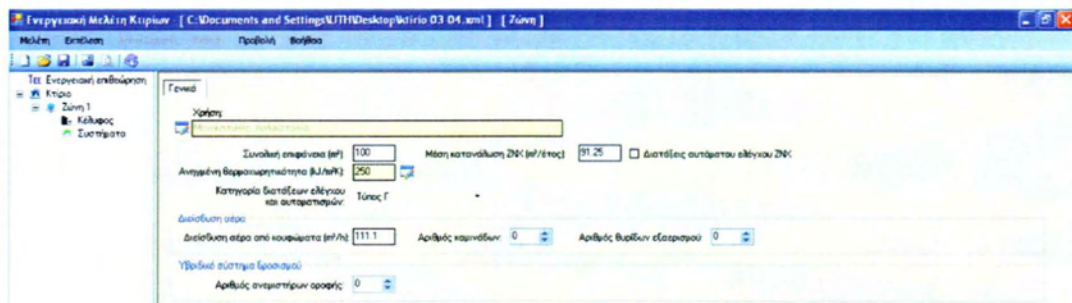 Ενεργειακή Μελέτη Κτιρίων - [ C:\Documents and Settings\UTH\Desktop\ktirio 03 04.xml ] - [ Ζώνη ]
Μελέτη Εκτέλεση Προβολή Βοήθεια
Τεε Ενεργειακή επιθεώρηση
Κτίριο
Ζώνη 1
Κέλυφος
Συστήματα
Γενικά
Χρήση:
Συνολική επιφάνεια (m²): 100 Μέση κατανάλωση ΖΝΧ (m³/έτος): 91.25 Διατάξεις αυτόματου ελέγχου ΖΝΧ
Ανηγμένη θερμοχωρητικότητα (kJ/m²K): 250
Κατηγορία διατάξεων ελέγχου
και αυτοματισμών: Τύπος Γ
Διείσδυση αέρα
Διείσδυση αέρα από κουφώματα (m³/h): 111.1 Αριθμός καμινάδων: 0 Αριθμός θυρίδων εξαερισμού: 0
Υβριδικό σύστημα δροσισμού
Αριθμός ανεμιστήρων οροφής: 0